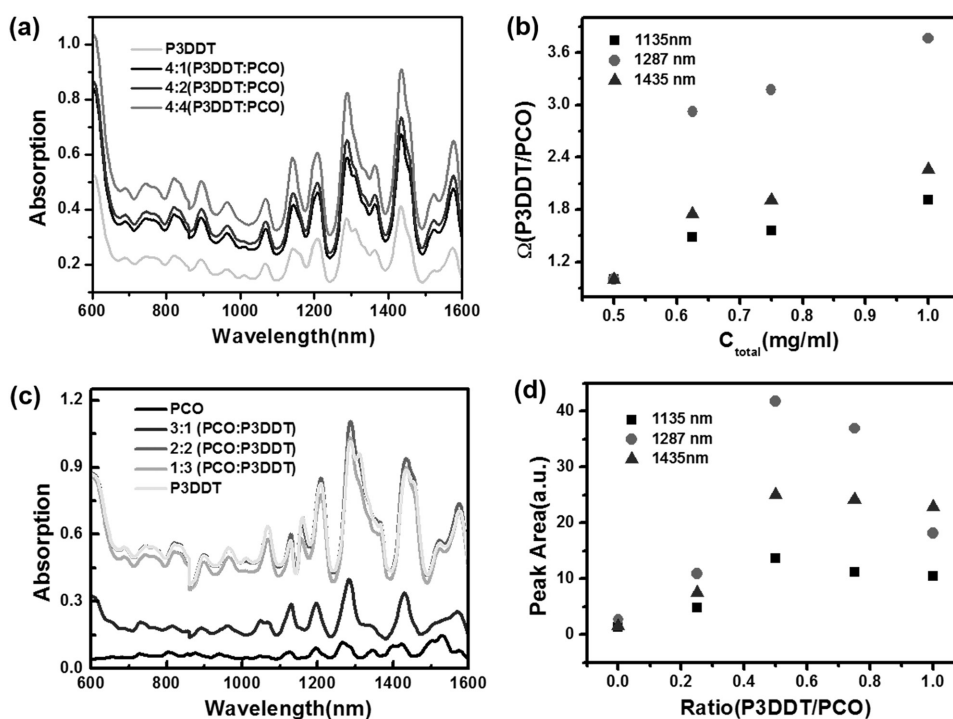 (a)
1.0
0.8
0.6
0.4
0.2
Absorption
P3DDT
4:1(P3DDT:PCO)
4:2(P3DDT:PCO)
4:4(P3DDT:PCO)
600 800 1000 1200 1400 1600
Wavelength(nm)
(b)
3.6
3.0
2.4
1.8
1.2
Ω(P3DDT/PCO)
1135nm
1287 nm
1435 nm
0.5 0.6 0.7 0.8 0.9 1.0
Ctotal(mg/ml)
(c)
1.2
0.9
0.6
0.3
0.0
Absorption
PCO
3:1 (PCO:P3DDT)
2:2 (PCO:P3DDT)
1:3 (PCO:P3DDT)
P3DDT
600 800 1000 1200 1400 1600
Wavelength(nm)
(d)
40
30
20
10
0
Peak Area(a.u.)
1135 nm
1287 nm
1435nm
0.0 0.2 0.4 0.6 0.8 1.0
Ratio(P3DDT/PCO)